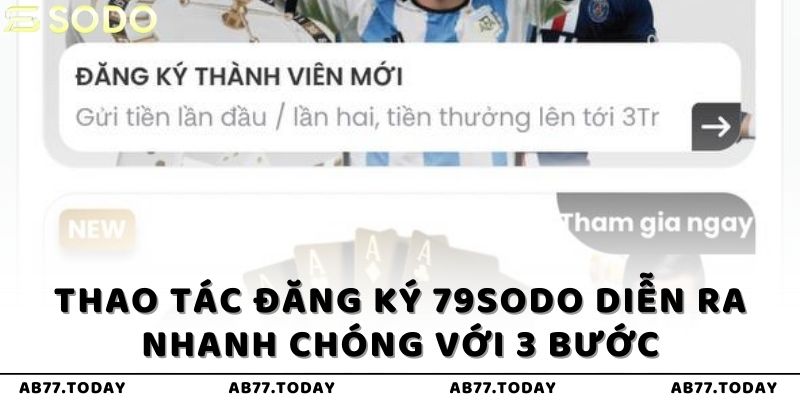 SODO
ĐĂNG KÝ THÀNH VIÊN MỚI
Gửi tiền lần đầu / lần hai, tiền thưởng lên tới 3Tr
NEW
Tham gia ngay
A A A A
THAO TÁC ĐĂNG KÝ 79SODO DIỄN RA
NHANH CHÓNG VỚI 3 BƯỚC
AB77.TODAY AB77.TODAY AB77.TODAY AB77.TODAY